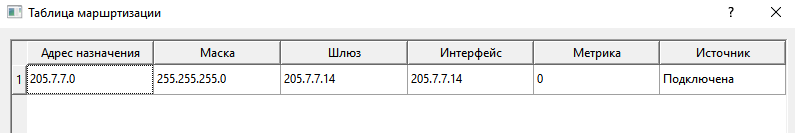 Таблица маршртизации
? ×
Адрес назначения Маска Шлюз Интерфейс Метрика Источник
1 205.7.7.0 255.255.255.0 205.7.7.14 205.7.7.14 0 Подключена